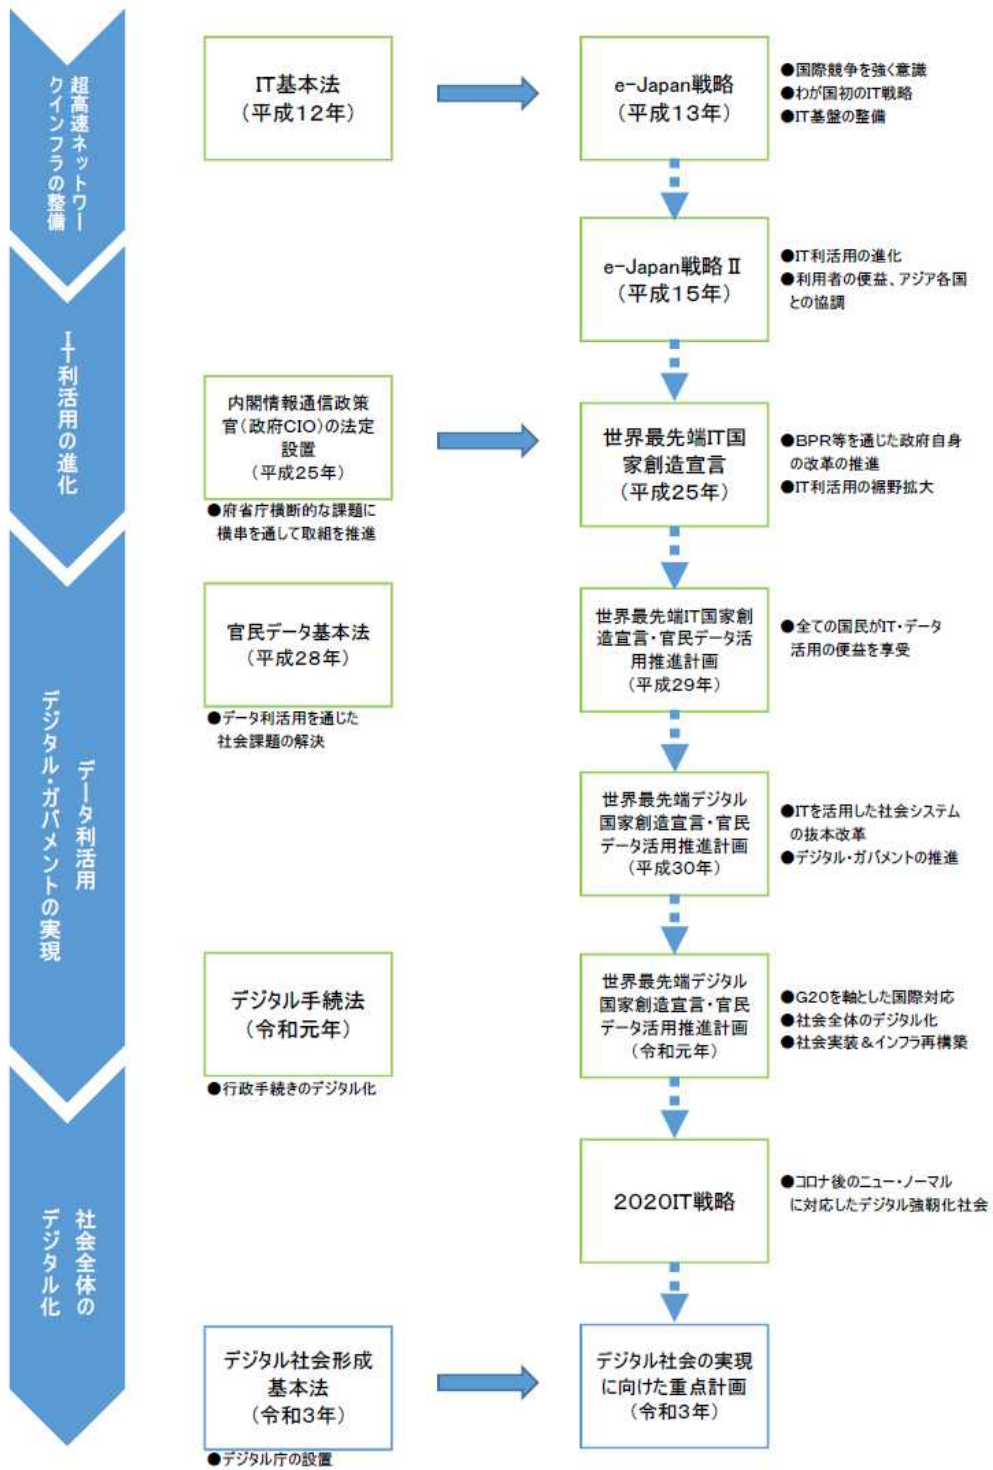 超高速ネットワー
クインフラの整備
IT基本法
(平成12年)
e-Japan戦略
(平成13年)
●国際競争を強く意識
●わが国初のIT戦略
●IT基盤の整備
e-Japan戦略Ⅱ
(平成15年)
●IT利活用の進化
●利用者の便益、アジア各国
との協調
IT利活用の進化
内閣情報通信政策
官(政府CIO)の法定
設置
(平成25年)
●府省庁横断的な課題に
横串を通して取組を推進
世界最先端IT国
家創造宣言
(平成25年)
●BPR等を通じた政府自身
の改革の推進
●IT利活用の裾野拡大
データ利活用
デジタル・ガバメントの実現
官民データ基本法
(平成28年)
●データ利活用を通じた
社会課題の解決
世界最先端IT国家創
造宣言・官民データ活
用推進計画
(平成29年)
●全ての国民がIT・データ
活用の便益を享受
世界最先端デジタル
国家創造宣言・官民
データ活用推進計画
(平成30年)
●ITを活用した社会システム
の抜本改革
●デジタル・ガバメントの推進
デジタル手続法
(令和元年)
●行政手続きのデジタル化
世界最先端デジタル
国家創造宣言・官民
データ活用推進計画
(令和元年)
●G20を軸とした国際対応
●社会全体のデジタル化
●社会実装&インフラ再構築
社会全体の
デジタル化
2020IT戦略
●コロナ後のニュー・ノーマル
に対応したデジタル強靭化社会
デジタル社会形成
基本法
(令和3年)
●デジタル庁の設置
デジタル社会の実現
に向けた重点計画
(令和3年)